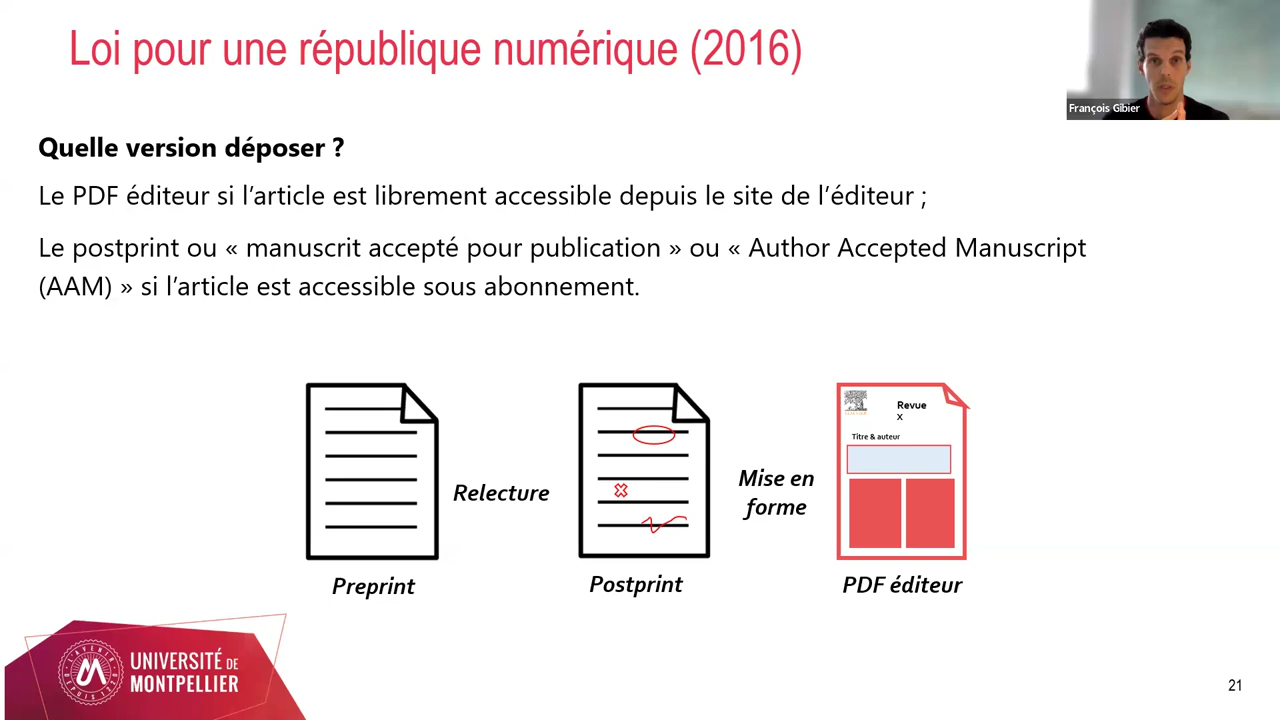 Loi pour une république numérique (2016)
François Gibier
Quelle version déposer ?
Le PDF éditeur si l’article est librement accessible depuis le site de l’éditeur ;
Le postprint ou « manuscrit accepté pour publication » ou « Author Accepted Manuscript
(AAM) » si l’article est accessible sous abonnement.
Revue
X
Titre & auteur
Relecture
Mise en
forme
Preprint
Postprint
PDF éditeur
UNIVERSITÉ DE
MONTPELLIER
21